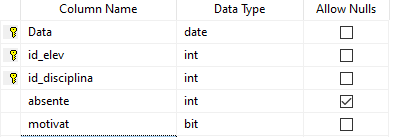 Column Name Data Type Allow Nulls
Data date
id_elev int
id_disciplina int
absente int
motivat bit